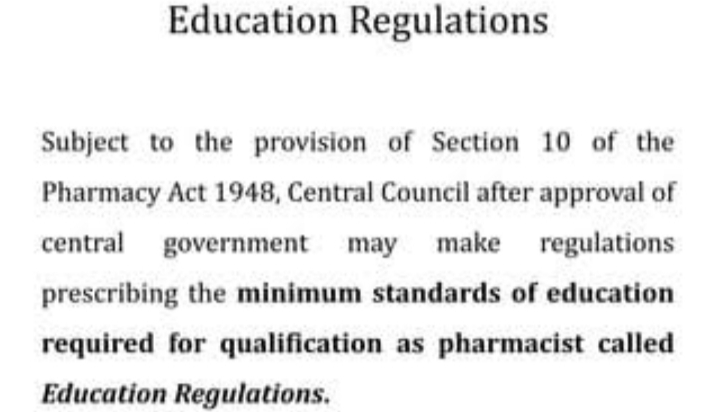 Education Regulations
Subject to the provision of Section 10 of the
Pharmacy Act 1948, Central Council after approval of
central government may make regulations
prescribing the minimum standards of education
required for qualification as pharmacist called
Education Regulations.